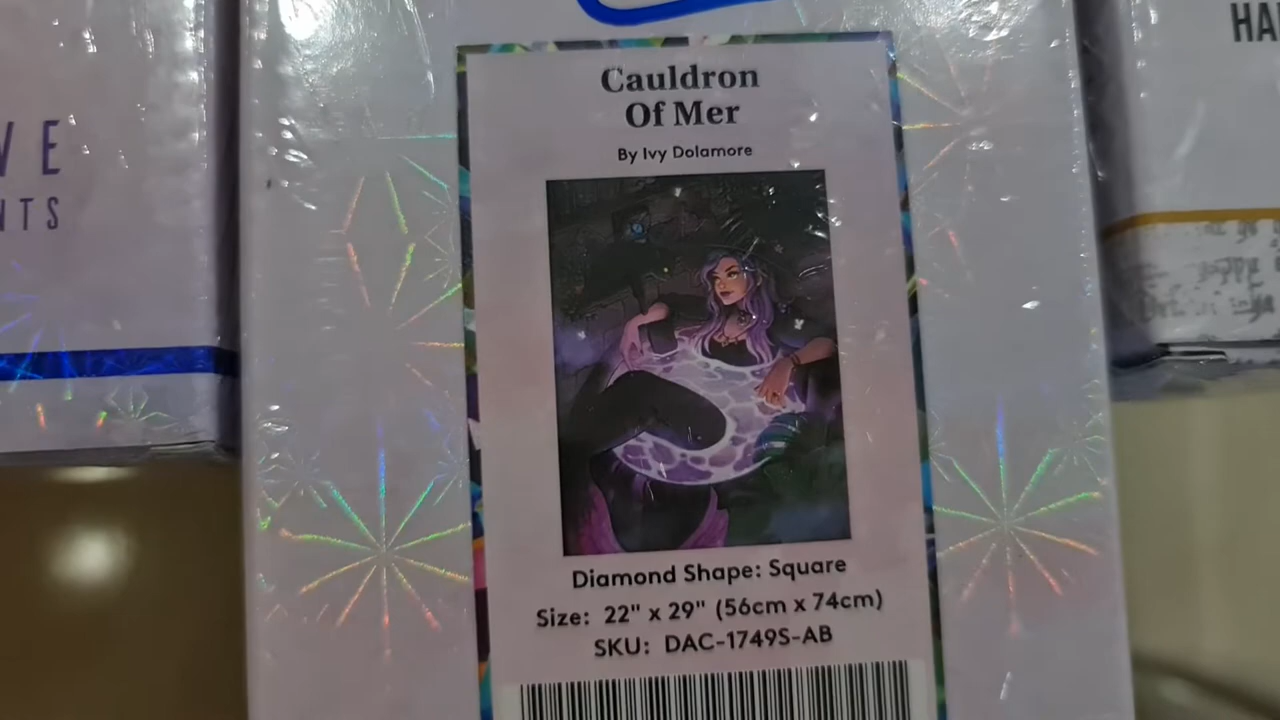 Cauldron
Of Mer
By Ivy Dolamore
Diamond Shape: Square
Size: 22" x 29" (56cm x 74cm)
SKU: DAC-1749S-AB